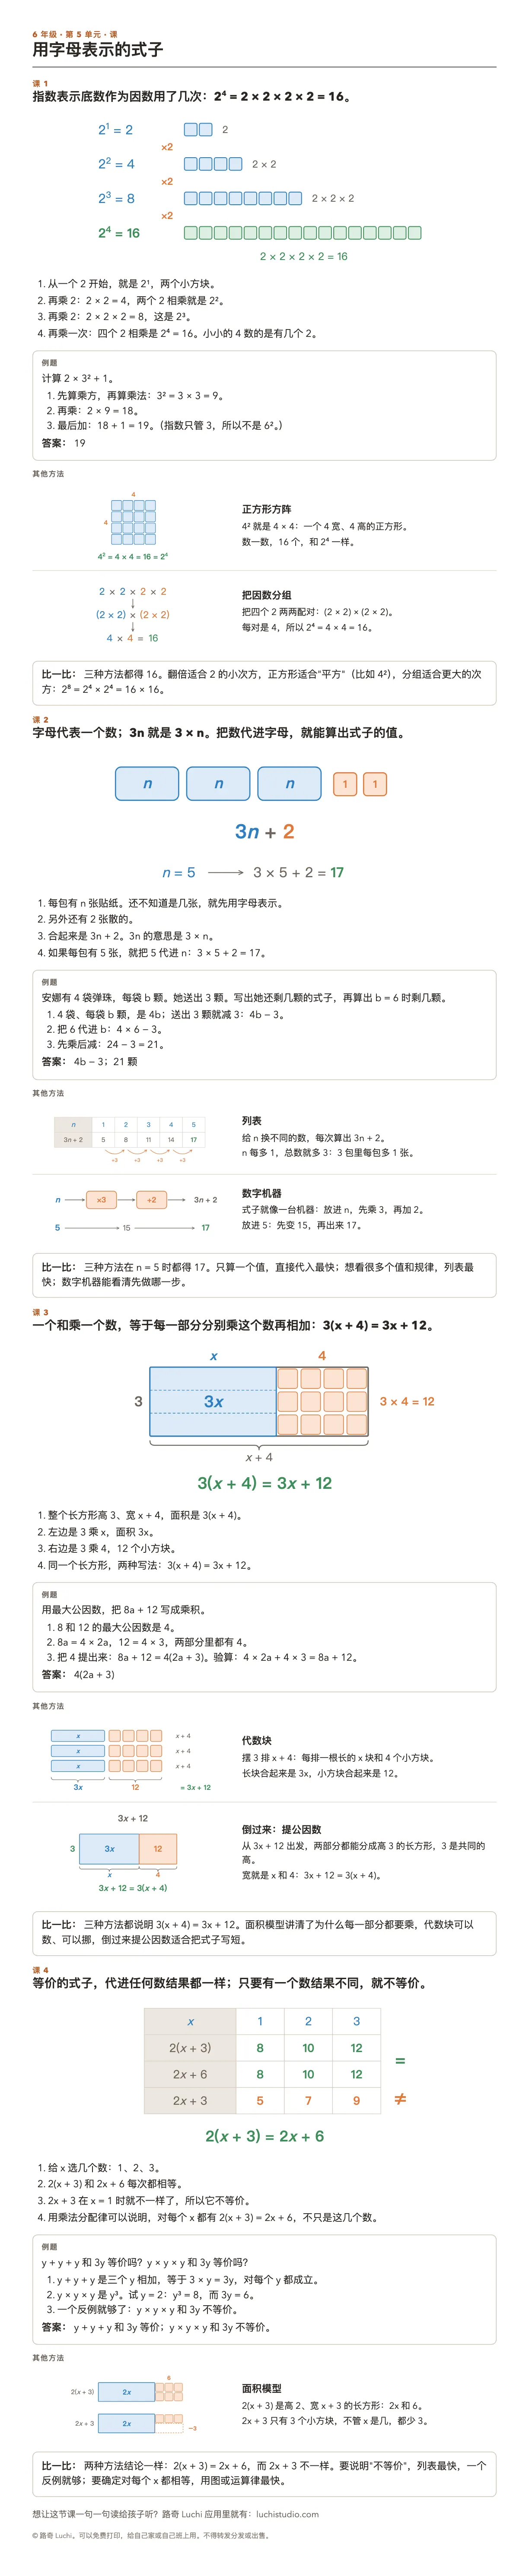 6 年级 · 第 5 单元 · 课
用字母表示的式子
课 1
指数表示底数作为因数用了几次：2⁴ = 2 × 2 × 2 × 2 = 16。
2¹ = 2
2
×2
2² = 4
2 × 2
×2
2³ = 8
2 × 2 × 2
×2
2⁴ = 16
2 × 2 × 2 × 2 = 16
1. 从一个 2 开始，就是 2¹，两个小方块。
2. 再乘 2：2 × 2 = 4，两个 2 相乘就是 2²。
3. 再乘 2：2 × 2 × 2 = 8，这是 2³。
4. 再乘一次：四个 2 相乘是 2⁴ = 16。小小的 4 数的是有几个 2。
例题
计算 2 × 3² + 1。
1. 先算乘方，再算乘法：3² = 3 × 3 = 9。
2. 再乘：2 × 9 = 18。
3. 最后加：18 + 1 = 19。（指数只管 3，所以不是 6²。）
答案： 19
其他方法
4
4
4² = 4 × 4 = 16 = 2⁴
正方形方阵
4² 就是 4 × 4：一个 4 宽、4 高的正方形。
数一数，16 个，和 2⁴ 一样。
2 × 2 × 2 × 2
(2 × 2) × (2 × 2)
4 × 4 = 16
把因数分组
把四个 2 两两配对：(2 × 2) × (2 × 2)。
每对是 4，所以 2⁴ = 4 × 4 = 16。
比一比： 三种方法都得 16。翻倍适合 2 的小次方，正方形适合"平方"（比如 4²），分组适合更大的次
方：2⁸ = 2⁴ × 2⁴ = 16 × 16。
课 2
字母代表一个数；3n 就是 3 × n。把数代进字母，就能算出式子的值。
n n n 1 1
3n + 2
n = 5 → 3 × 5 + 2 = 17
1. 每包有 n 张贴纸。还不知道是几张，就先用字母表示。
2. 另外还有 2 张散的。
3. 合起来是 3n + 2。3n 的意思是 3 × n。
4. 如果每包有 5 张，就把 5 代进 n：3 × 5 + 2 = 17。
例题
安娜有 4 袋弹珠，每袋 b 颗。她送出 3 颗。写出她还剩几颗的式子，再算出 b = 6 时剩几颗。
1. 4 袋、每袋 b 颗，是 4b；送出 3 颗就减 3：4b − 3。
2. 把 6 代进 b：4 × 6 − 3。
3. 先乘后减：24 − 3 = 21。
答案： 4b − 3；21 颗
其他方法
n 1 2 3 4 5
3n + 2 5 8 11 14 17
+3 +3 +3 +3
列表
给 n 换不同的数，每次算出 3n + 2。
n 每多 1，总数就多 3：3 包里每包多 1 张。
n → ×3 → +2 → 3n + 2
5 → 15 → 17
数字机器
式子就像一台机器：放进 n，先乘 3，再加 2。
放进 5：先变 15，再出来 17。
比一比： 三种方法在 n = 5 时都得 17。只算一个值，直接代入最快；想看很多个值和规律，列表最
快；数字机器能看清先做哪一步。
课 3
一个和乘一个数，等于每一部分分别乘这个数再相加：3(x + 4) = 3x + 12。
x 4
3 3x 3 × 4 = 12
x + 4
3(x + 4) = 3x + 12
1. 整个长方形高 3、宽 x + 4，面积是 3(x + 4)。
2. 左边是 3 乘 x，面积 3x。
3. 右边是 3 乘 4，12 个小方块。
4. 同一个长方形，两种写法：3(x + 4) = 3x + 12。
例题
用最大公因数，把 8a + 12 写成乘积。
1. 8 和 12 的最大公因数是 4。
2. 8a = 4 × 2a，12 = 4 × 3，两部分里都有 4。
3. 把 4 提出来：8a + 12 = 4(2a + 3)。验算：4 × 2a + 4 × 3 = 8a + 12。
答案： 4(2a + 3)
其他方法
x x + 4
x x + 4
x x + 4
3x 12 = 3x + 12
代数块
摆 3 排 x + 4：每排一根长的 x 块和 4 个小方块。
长块合起来是 3x，小方块合起来是 12。
3x + 12
3 3x 12
x 4
3x + 12 = 3(x + 4)
倒过来：提公因数
从 3x + 12 出发，两部分都能分成高 3 的长方形，3 是共同的
高。
宽就是 x 和 4：3x + 12 = 3(x + 4)。
比一比： 三种方法都说明 3(x + 4) = 3x + 12。面积模型讲清了为什么每一部分都要乘，代数块可以
数、可以挪，倒过来提公因数适合把式子写短。
课 4
等价的式子，代进任何数结果都一样；只要有一个数结果不同，就不等价。
x 1 2 3
2(x + 3) 8 10 12
=
2x + 6 8 10 12
2x + 3 5 7 9 ≠
2(x + 3) = 2x + 6
1. 给 x 选几个数：1、2、3。
2. 2(x + 3) 和 2x + 6 每次都相等。
3. 2x + 3 在 x = 1 时就不一样了，所以它不等价。
4. 用乘法分配律可以说明，对每个 x 都有 2(x + 3) = 2x + 6，不只是这几个数。
例题
y + y + y 和 3y 等价吗？y × y × y 和 3y 等价吗？
1. y + y + y 是三个 y 相加，等于 3 × y = 3y，对每个 y 都成立。
2. y × y × y 是 y³。试 y = 2：y³ = 8，而 3y = 6。
3. 一个反例就够了：y × y × y 和 3y 不等价。
答案： y + y + y 和 3y 等价；y × y × y 和 3y 不等价。
其他方法
6
2(x + 3) 2x
2x + 3 2x −3
面积模型
2(x + 3) 是高 2、宽 x + 3 的长方形：2x 和 6。
2x + 3 只有 3 个小方块，不管 x 是几，都少 3。
比一比： 两种方法结论一样：2(x + 3) = 2x + 6，而 2x + 3 不一样。要说明"不等价"，列表最快，一个
反例就够；要确定对每个 x 都相等，用图或运算律最快。
想让这节课一句一句读给孩子听？路奇 Luchi 应用里就有：luchistudio.com
© 路奇 Luchi。可以免费打印，给自己家或自己班上用。不得转发分发或出售。